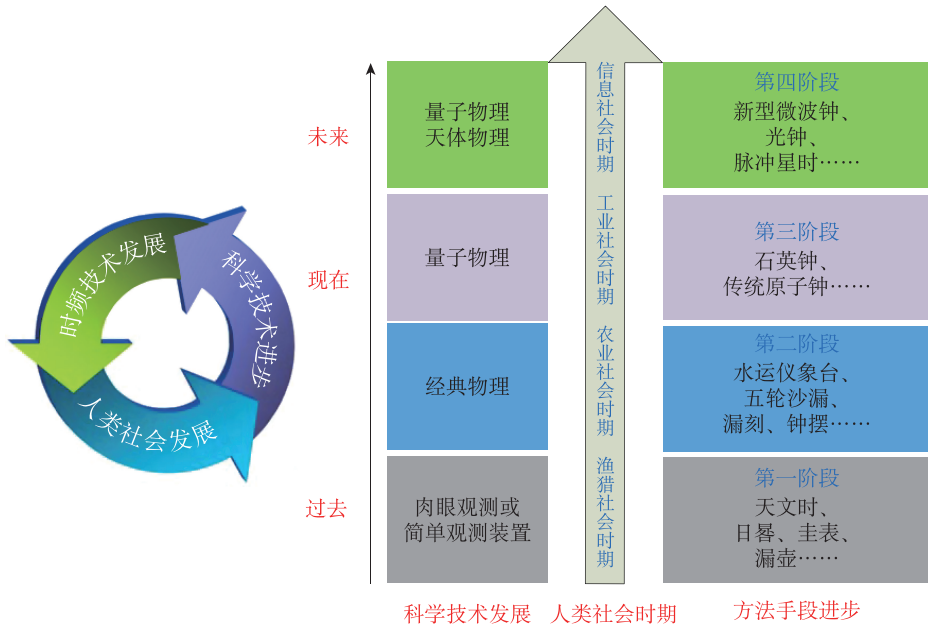 时频技术发展
科学技术进步
人类社会发展
未来
现在
过去
量子物理
天体物理
量子物理
经典物理
肉眼观测或
简单观测装置
科学技术发展
信息社会时期
工业社会时期
农业社会时期
渔猎社会时期
人类社会时期
第四阶段
新型微波钟、
光钟、
脉冲星时……
第三阶段
石英钟、
传统原子钟……
第二阶段
水运仪象台、
五轮沙漏、
漏刻、钟摆……
第一阶段
天文时、
日晷、圭表、
漏壶……
方法手段进步